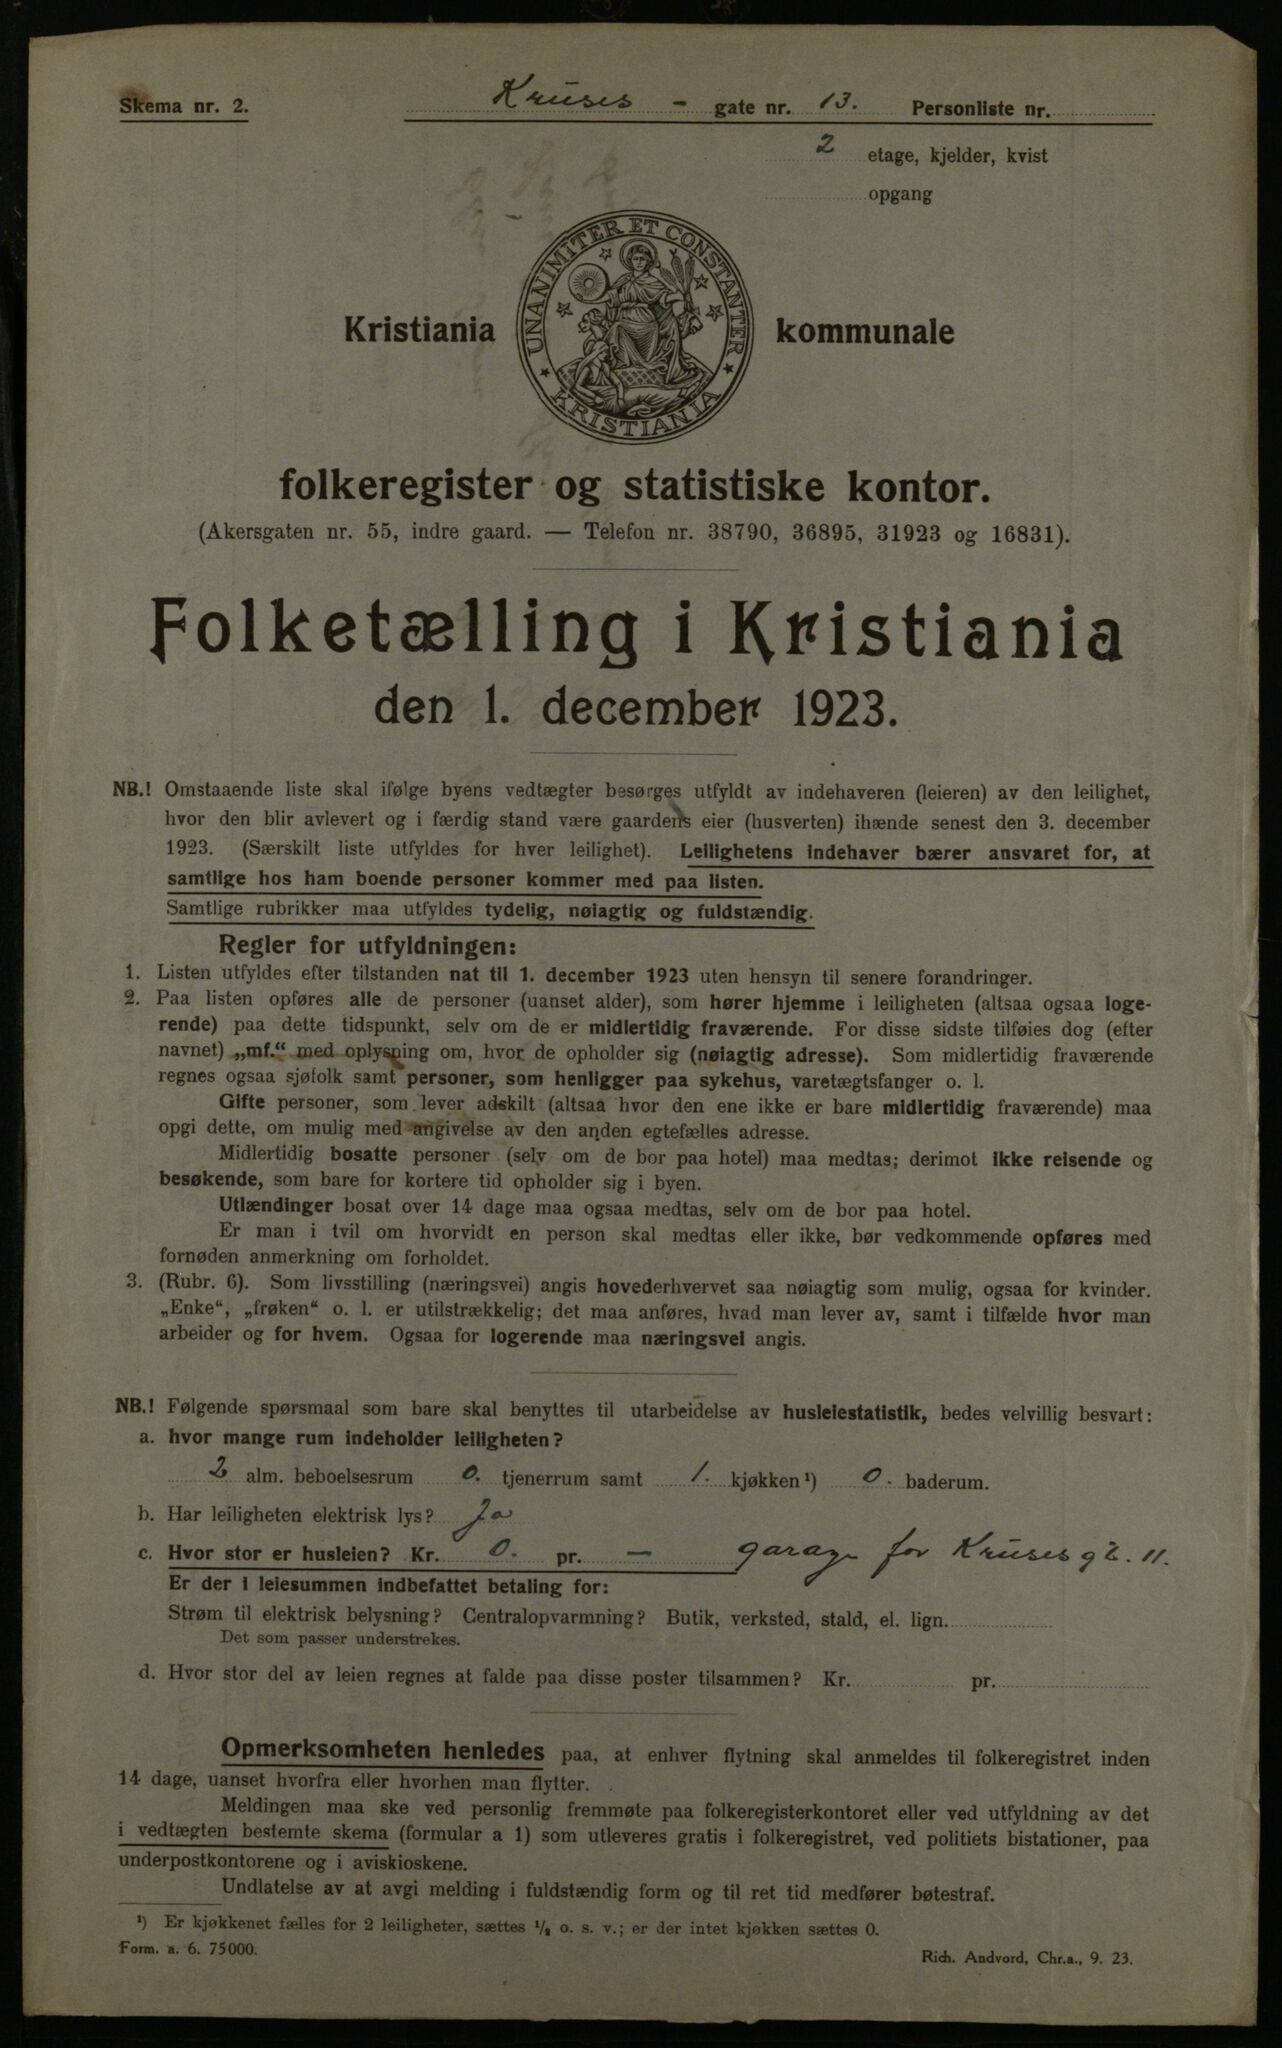 Skema nr. 2. Kruses - gate nr. 13. Personliste nr.
2 etage, kjelder, kvist
opgang
UNANIMITER ET CONSTANTER
KRISTIANIA
Kristiania kommunale
folkeregister og statistiske kontor.
(Akersgaten nr. 55, indre gaard. — Telefon nr. 38790, 36895, 31923 og 16831).
Folketælling i Kristiania
den 1. december 1923.
NB.! Omstaaende liste skal ifølge byens vedtægter besørges utfyldt av indehaveren (leieren) av den leilighet,
hvor den blir avlevert og i færdig stand være gaardens eier (husverten) ihænde senest den 3. december
1923. (Særskilt liste utfyldes for hver leilighet). Leilighetens indehaver bærer ansvaret for, at
samtlige hos ham boende personer kommer med paa listen.
Samtlige rubrikker maa utfyldes tydelig, nøiagtig og fuldstændig.
Regler for utfyldningen:
1. Listen utfyldes efter tilstanden nat til 1. december 1923 uten hensyn til senere forandringer.
2. Paa listen opføres alle de personer (uanset alder), som hører hjemme i leiligheten (altsaa ogsaa loge-
rende) paa dette tidspunkt, selv om de er midlertidig fraværende. For disse sidste tilføies dog (efter
navnet) „mf.“ med oplysning om, hvor de opholder sig (nøiagtig adresse). Som midlertidig fraværende
regnes ogsaa sjøfolk samt personer, som henligger paa sykehus, varetægtsfanger o. l.
Gifte personer, som lever adskilt (altsaa hvor den ene ikke er bare midlertidig fraværende) maa
opgi dette, om mulig med angivelse av den anden egtefælles adresse.
Midlertidig bosatte personer (selv om de bor paa hotel) maa medtas; derimot ikke reisende og
besøkende, som bare for kortere tid opholder sig i byen.
Utlændinger bosat over 14 dage maa ogsaa medtas, selv om de bor paa hotel.
Er man i tvil om hvorvidt en person skal medtas eller ikke, bør vedkommende opføres med
fornøden anmerkning om forholdet.
3. (Rubr. 6). Som livsstilling (næringsvei) angis hovederhvervet saa nøiagtig som mulig, ogsaa for kvinder.
„Enke“, „frøken“ o. l. er utilstrækkelig; det maa anføres, hvad man lever av, samt i tilfælde hvor man
arbeider og for hvem. Ogsaa for logerende maa næringsvei angis.
NB.! Følgende spørsmaal som bare skal benyttes til utarbeidelse av husleiestatistik, bedes velvillig besvart:
a. hvor mange rum indeholder leiligheten?
2 alm. beboelsesrum 0. tjenerrum samt 1. kjøkken ¹) 0. baderum.
b. Har leiligheten elektrisk lys? Ja
c. Hvor stor er husleien? Kr. 0. pr. — garage for Kruses gt. 11.
Er der i leiesummen indbefattet betaling for:
Strøm til elektrisk belysning? Centralopvarmning? Butik, verksted, stald, el. lign.
Det som passer understrekes.
d. Hvor stor del av leien regnes at falde paa disse poster tilsammen? Kr. pr.
Opmerksomheten henledes paa, at enhver flytning skal anmeldes til folkeregistret inden
14 dage, uanset hvorfra eller hvorhen man flytter.
Meldingen maa ske ved personlig fremmøte paa folkeregisterkontoret eller ved utfyldning av det
i vedtægten bestemte skema (formular a 1) som utleveres gratis i folkeregistret, ved politiets bistationer, paa
underpostkontorene og i aviskioskene.
Undlatelse av at avgi melding i fuldstændig form og til ret tid medfører bøtestraf.
¹) Er kjøkkenet fælles for 2 leiligheter, sættes ½ o. s. v.; er der intet kjøkken sættes 0.
Form. a. 6. 75000. Rich. Andvord, Chr.a., 9. 23.